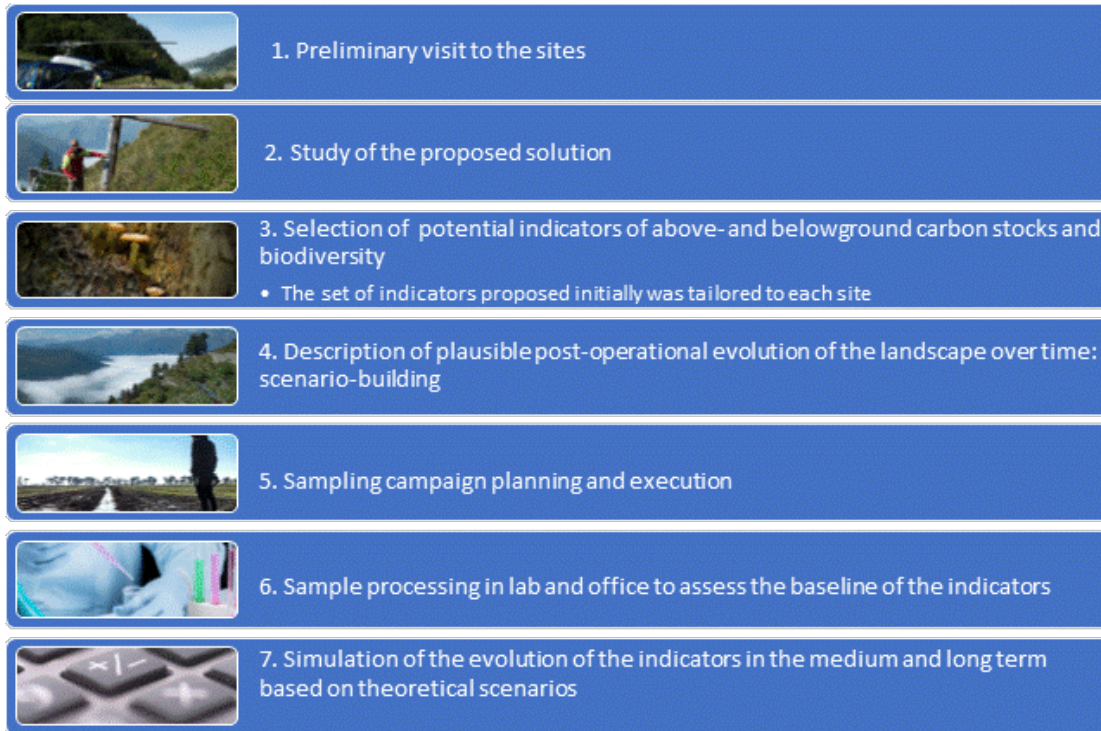 1. Preliminary visit to the sites
2. Study of the proposed solution
3. Selection of potential indicators of above- and belowground carbon stocks and
biodiversity
• The set of indicators proposed initially was tailored to each site
4. Description of plausible post-operational evolution of the landscape over time:
scenario-building
5. Sampling campaign planning and execution
6. Sample processing in lab and office to assess the baseline of the indicators
7. Simulation of the evolution of the indicators in the medium and long term
based on theoretical scenarios